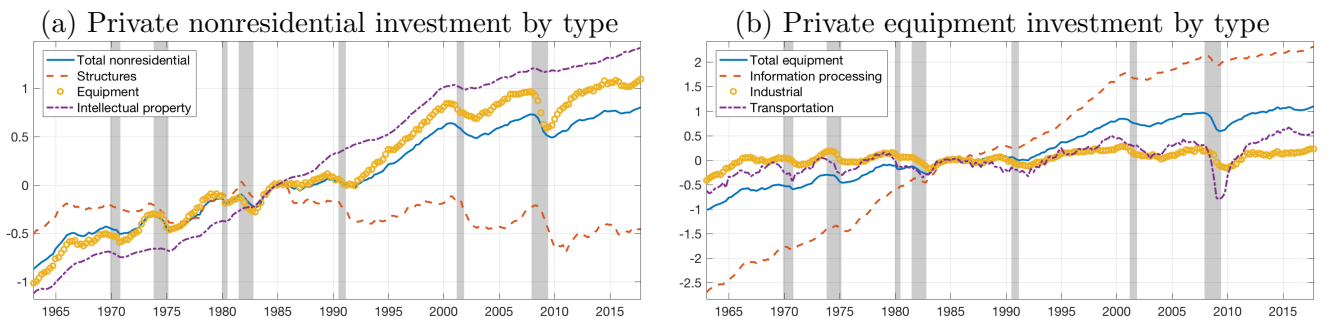 (a) Private nonresidential investment by type
Total nonresidential
Structures
Equipment
Intellectual property
1
0.5
0
-0.5
-1
1965 1970 1975 1980 1985 1990 1995 2000 2005 2010 2015
(b) Private equipment investment by type
Total equipment
Information processing
Industrial
Transportation
2
1.5
1
0.5
0
-0.5
-1
-1.5
-2
-2.5
1965 1970 1975 1980 1985 1990 1995 2000 2005 2010 2015